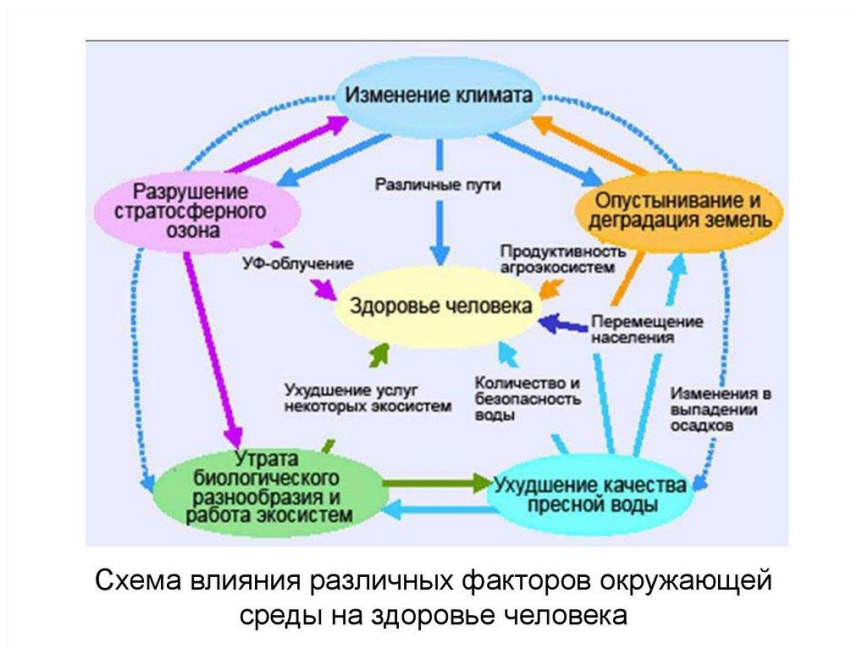 Изменение климата
Различные пути
Разрушение
стратосферного
озона
Опустынивание и
деградация земель
УФ-облучение
Продуктивность
агроэкосистем
Здоровье человека
Перемещение
населения
Ухудшение услуг
некоторых экосистем
Количество и
безопасность
воды
Изменения в
выпадении
осадков
Утрата
биологического
разнообразия и
работа экосистем
Ухудшение качества
пресной воды
Схема влияния различных факторов окружающей
среды на здоровье человека